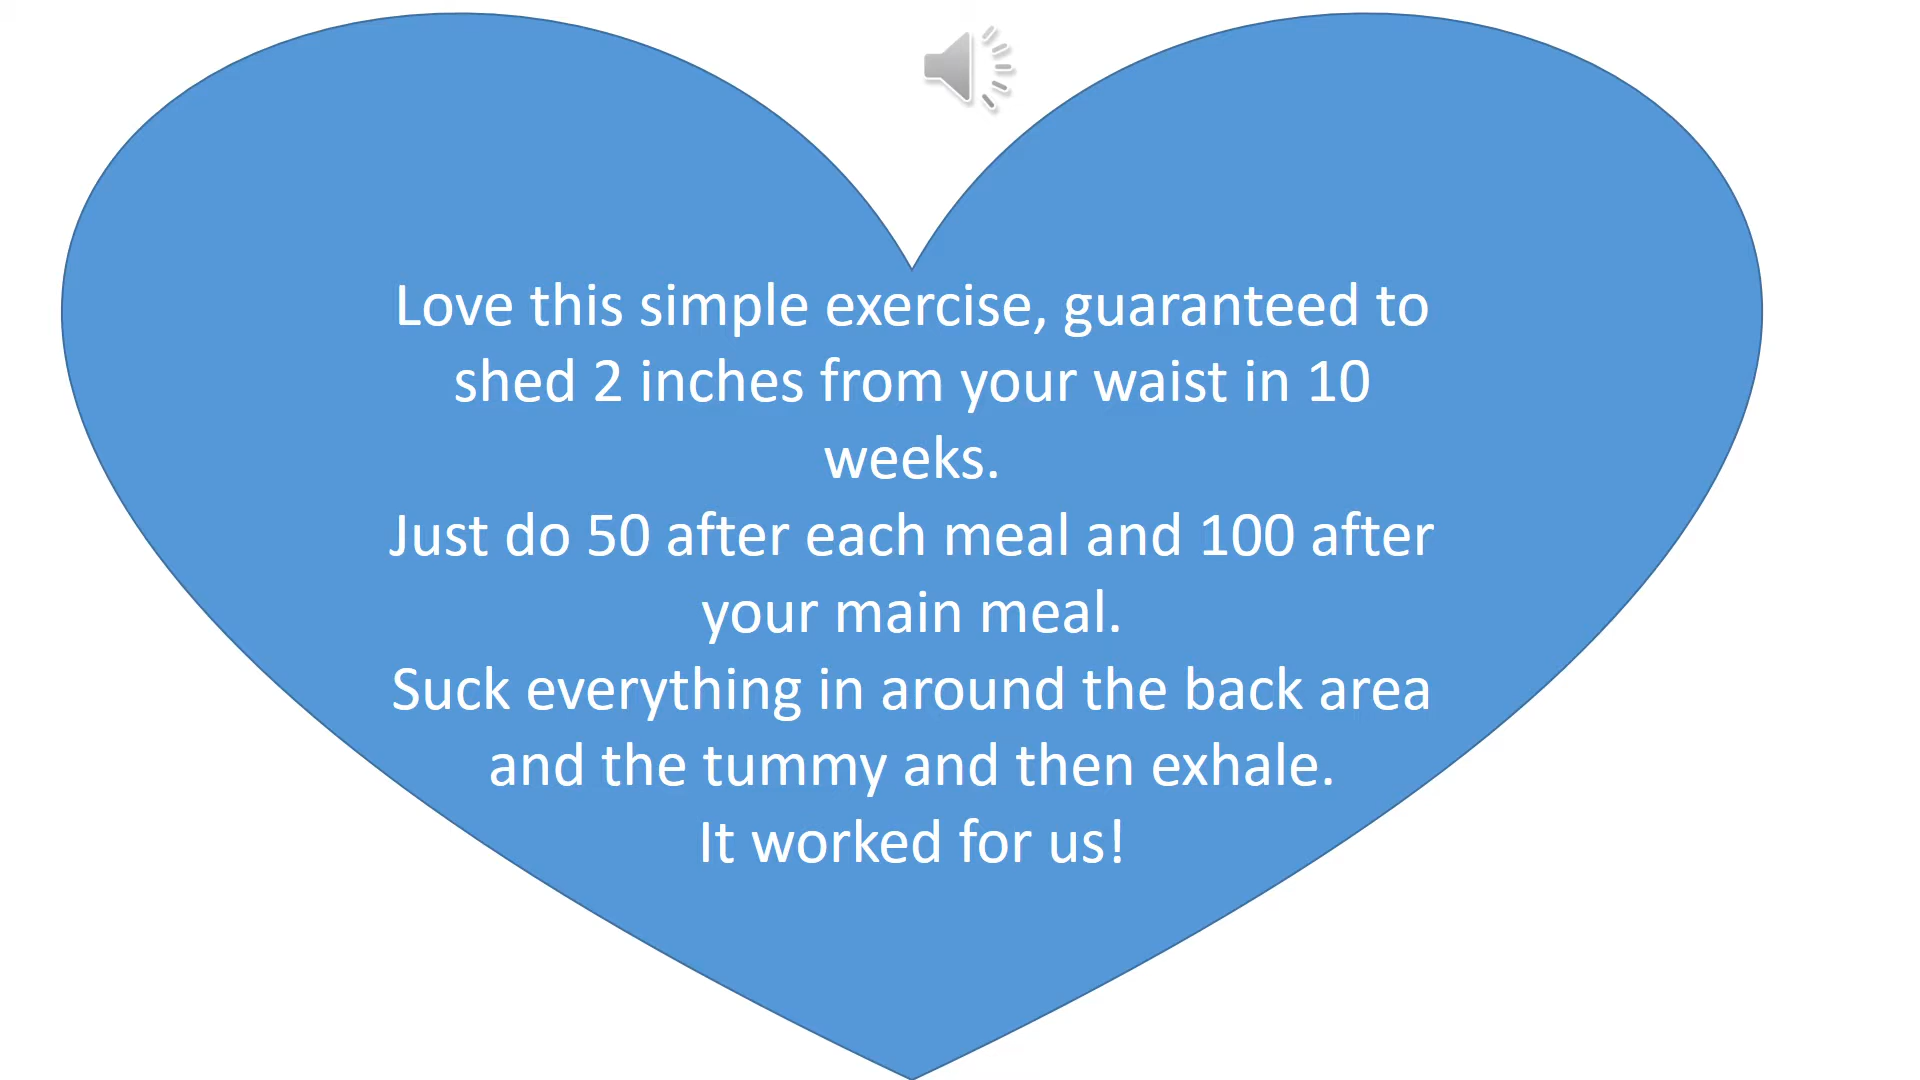 Love this simple exercise, guaranteed to
shed 2 inches from your waist in 10
weeks.
Just do 50 after each meal and 100 after
your main meal.
Suck everything in around the back area
and the tummy and then exhale.
It worked for us!